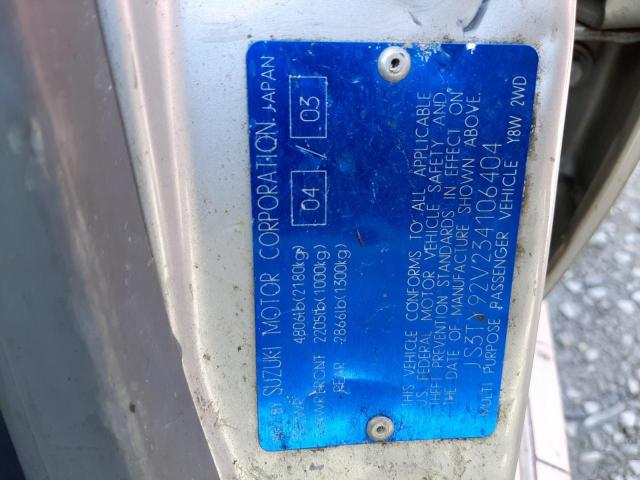 MFD BY SUZUKI MOTOR CORPORATION. JAPAN
4806lb(2180kg) 04 / 03
FRONT 2205lb(1000kg)
REAR 2866lb(1300kg)
THIS VEHICLE CONFORMS TO ALL APPLICABLE
U.S. FEDERAL MOTOR VEHICLE SAFETY AND
THEFT PREVENTION STANDARDS IN EFFECT ON
THE DATE OF MANUFACTURE SHOWN ABOVE.
JS3TY92V234106404
MULTI PURPOSE PASSENGER VEHICLE Y8W 2WD